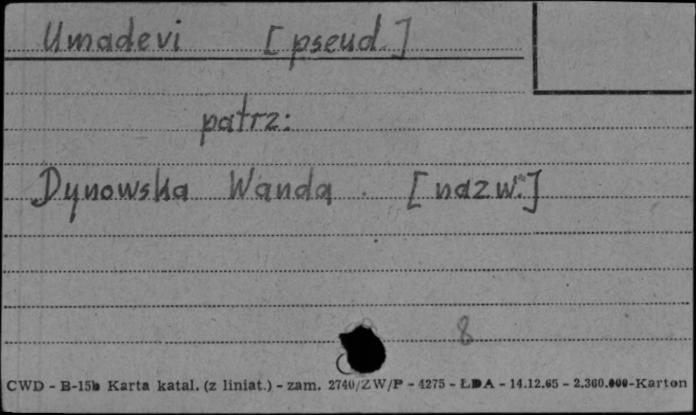 Umadevi [pseud.]
patrz:
Dynowska Wanda. [nazw.]
8
CWD - B-15b Karta katal. (z liniat.) - zam. 2740/ZW/P - 4275 - ŁDA - 14.12.65 - 2.360.000-Karton